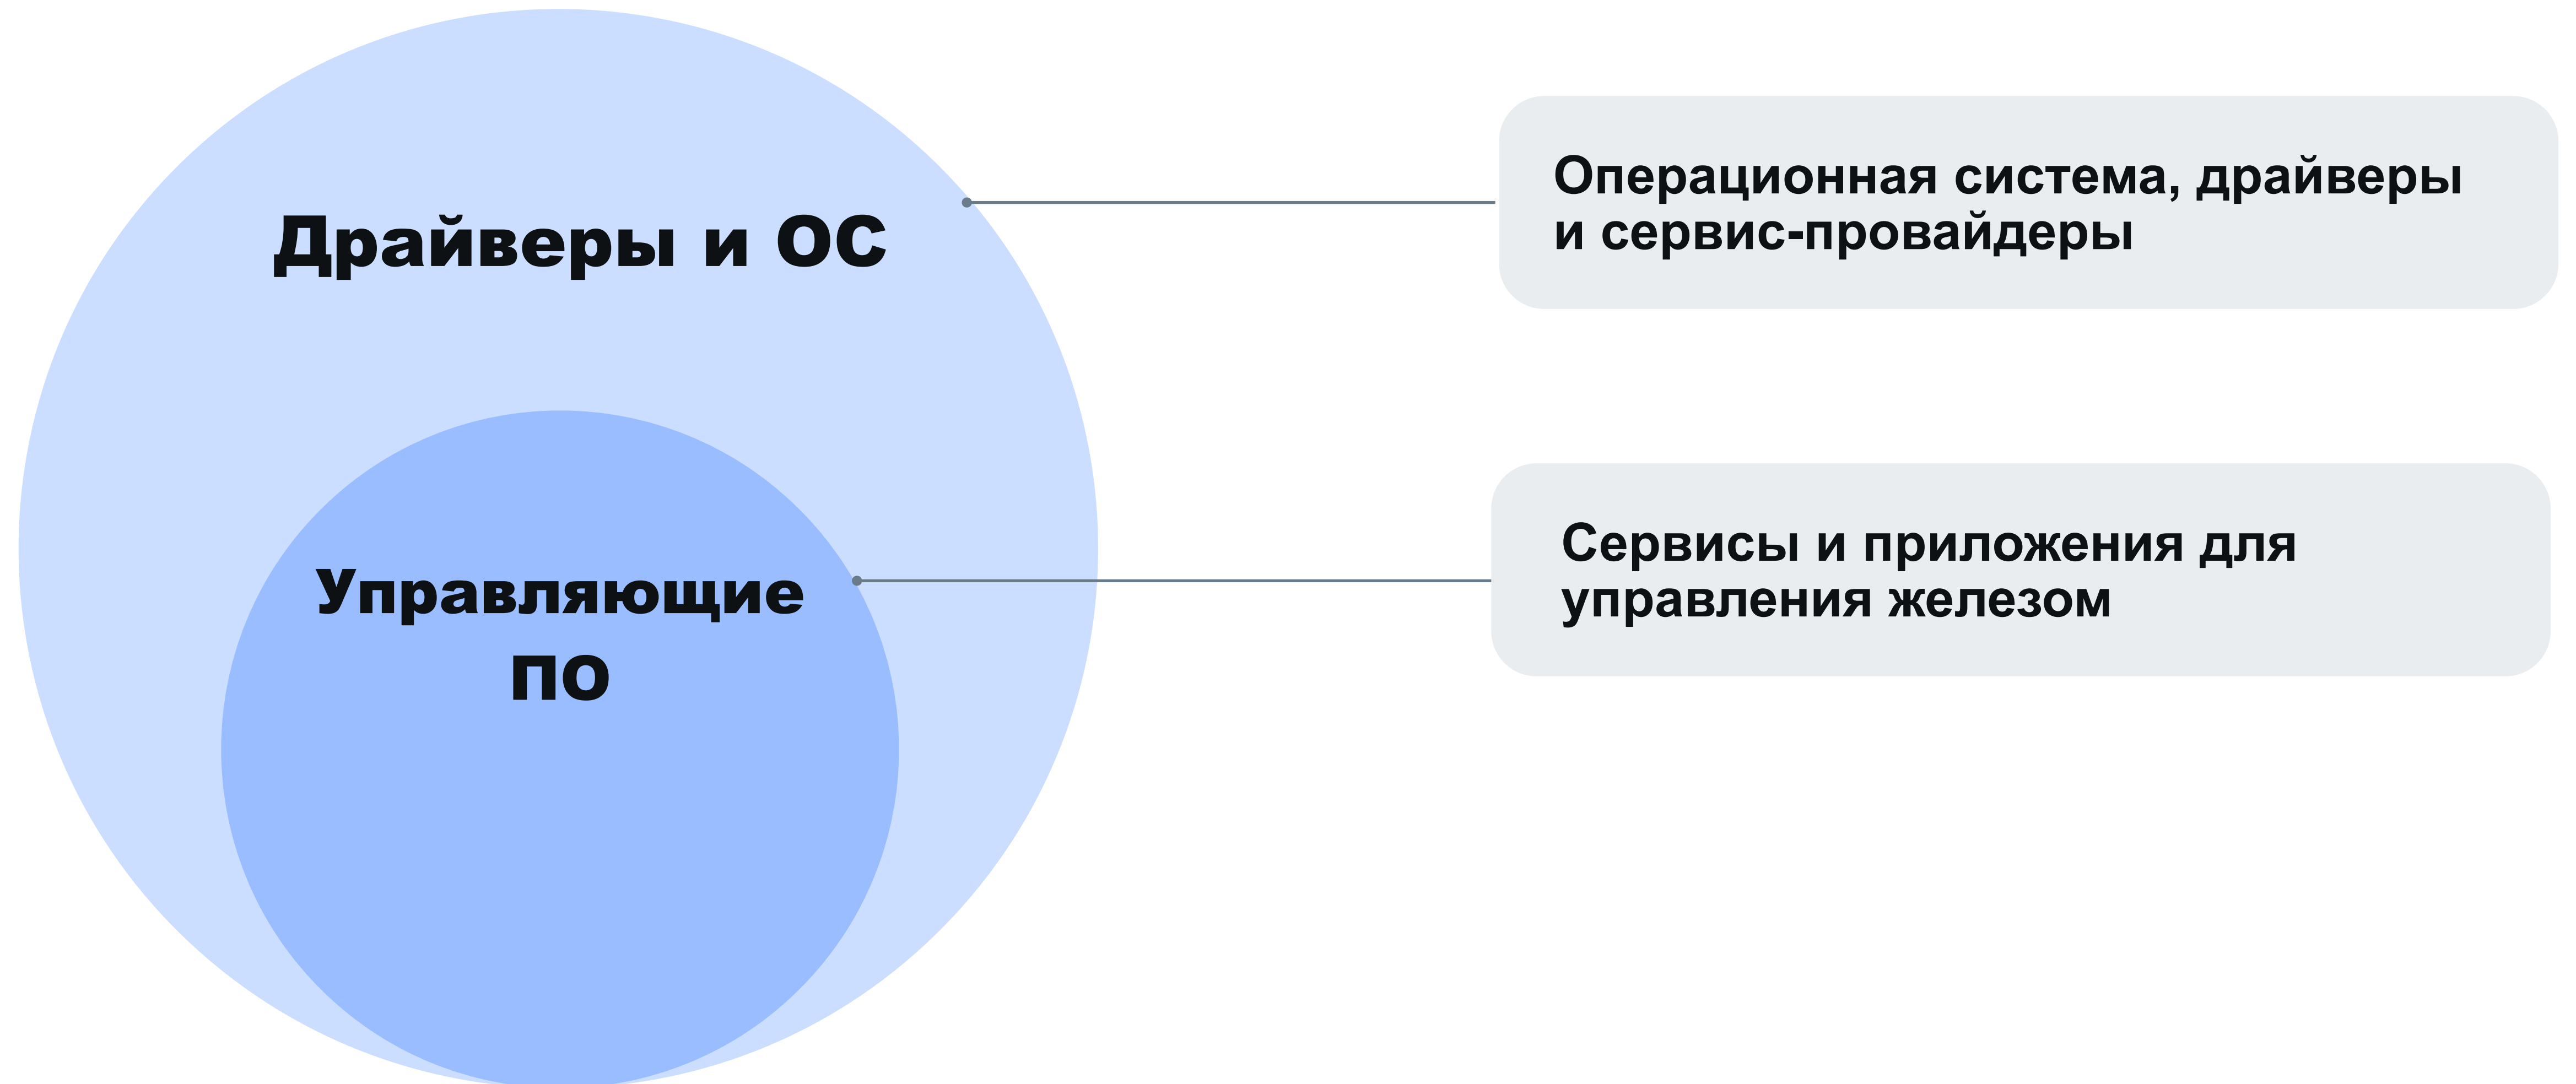 Драйверы и ОС
Операционная система, драйверы
и сервис-провайдеры
Управляющие
ПО
Сервисы и приложения для
управления железом